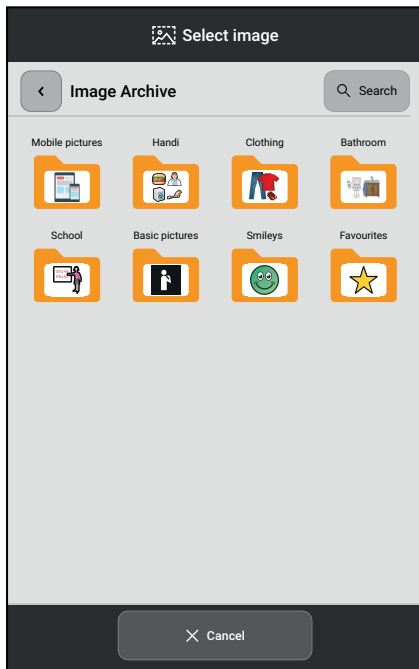 Select image
Image Archive
Search
Mobile pictures
Handi
Clothing
Bathroom
School
Basic pictures
Smileys
Favourites
Cancel